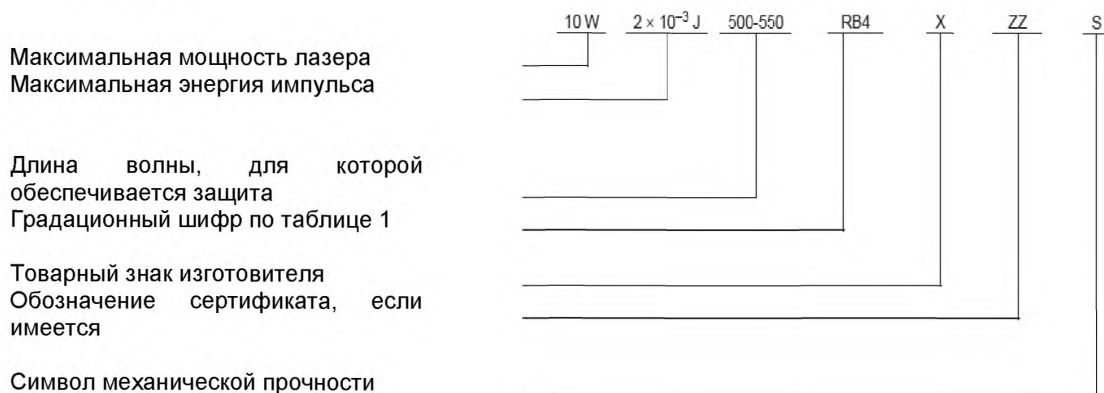 10 W 2 × 10⁻³ J 500-550 RB4 X ZZ S
Максимальная мощность лазера
Максимальная энергия импульса
Длина волны, для которой
обеспечивается защита
Градационный шифр по таблице 1
Товарный знак изготовителя
Обозначение сертификата, если
имеется
Символ механической прочности